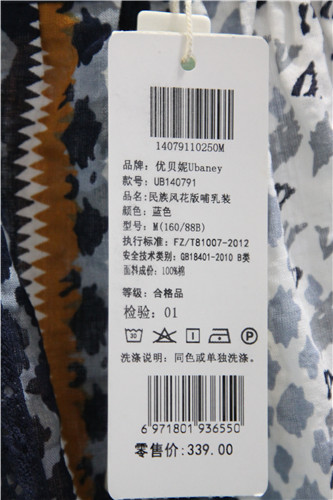 14079110250M
品牌:优贝妮Ubaney
款号:UB140791
品名:民族风花版哺乳装
颜色:蓝色
型号:M(160/88B)
执行标准:FZ/T81007-2012
安全技术类别:GB18401-2010 B类
面料成份:100%棉
等级:合格品
检验:01
30
洗涤说明:同色或单独洗涤。
6 971801 936550
零售价:339.00